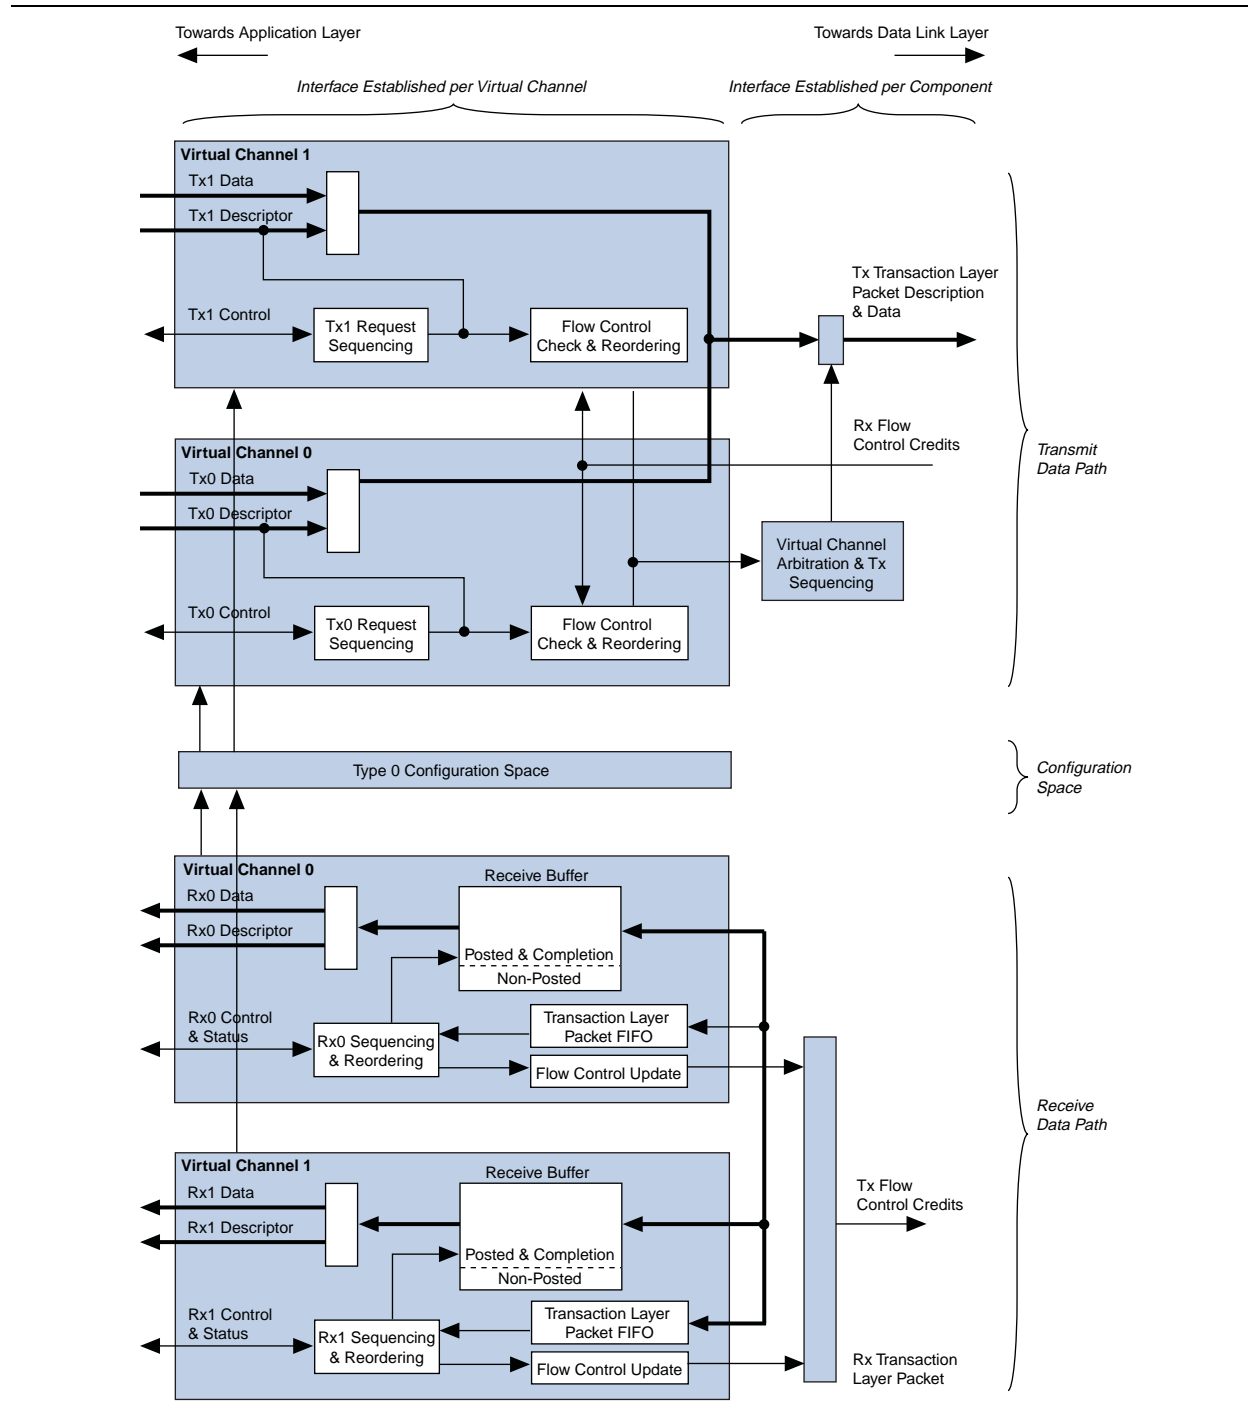 Towards Application Layer
Towards Data Link Layer
Interface Established per Virtual Channel
Interface Established per Component
Virtual Channel 1
Tx1 Data
Tx1 Descriptor
Tx1 Control
Tx1 Request
Sequencing
Flow Control
Check & Reordering
Tx Transaction Layer
Packet Description
& Data
Virtual Channel 0
Tx0 Data
Tx0 Descriptor
Tx0 Control
Tx0 Request
Sequencing
Flow Control
Check & Reordering
Rx Flow
Control Credits
Virtual Channel
Arbitration & Tx
Sequencing
Transmit
Data Path
Type 0 Configuration Space
Configuration
Space
Virtual Channel 0
Rx0 Data
Rx0 Descriptor
Rx0 Control
& Status
Receive Buffer
Posted & Completion
Non-Posted
Rx0 Sequencing
& Reordering
Transaction Layer
Packet FIFO
Flow Control Update
Receive
Data Path
Virtual Channel 1
Rx1 Data
Rx1 Descriptor
Rx1 Control
& Status
Receive Buffer
Posted & Completion
Non-Posted
Rx1 Sequencing
& Reordering
Transaction Layer
Packet FIFO
Flow Control Update
Tx Flow
Control Credits
Rx Transaction
Layer Packet